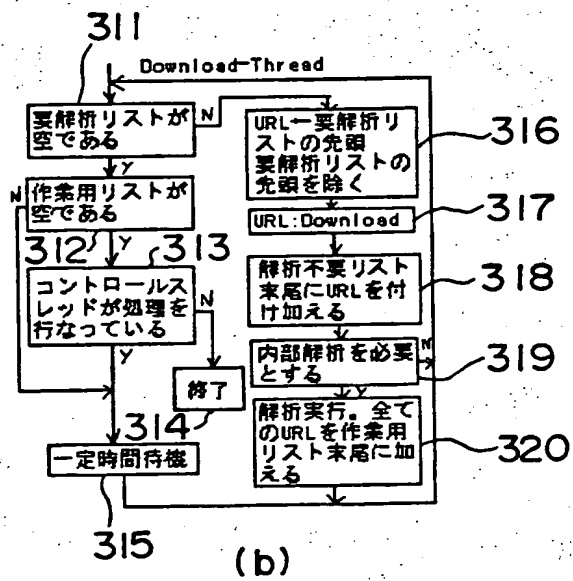 311
Download-Thread
要解析リストが
空である
N
Y
作業用リストが
空である
N
312
Y
313
コントロールス
レッドが処理を
行なっている
N
Y
終了
314
一定時間待機
315
URL←要解析リ
ストの先頭
要解析リストの
先頭を除く
316
URL:Download
317
解析不要リスト
末尾にURLを付
け加える
318
内部解析を必要
とする
N
319
Y
解析実行。全て
のURLを作業用
リスト末尾に加
える
320
(b)